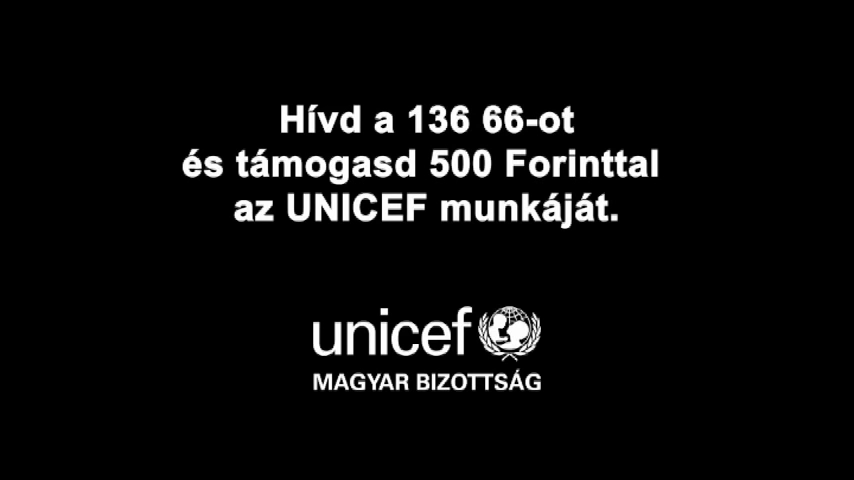 Hívd a 136 66-ot
és támogasd 500 Forinttal
az UNICEF munkáját.
unicef
MAGYAR BIZOTTSÁG